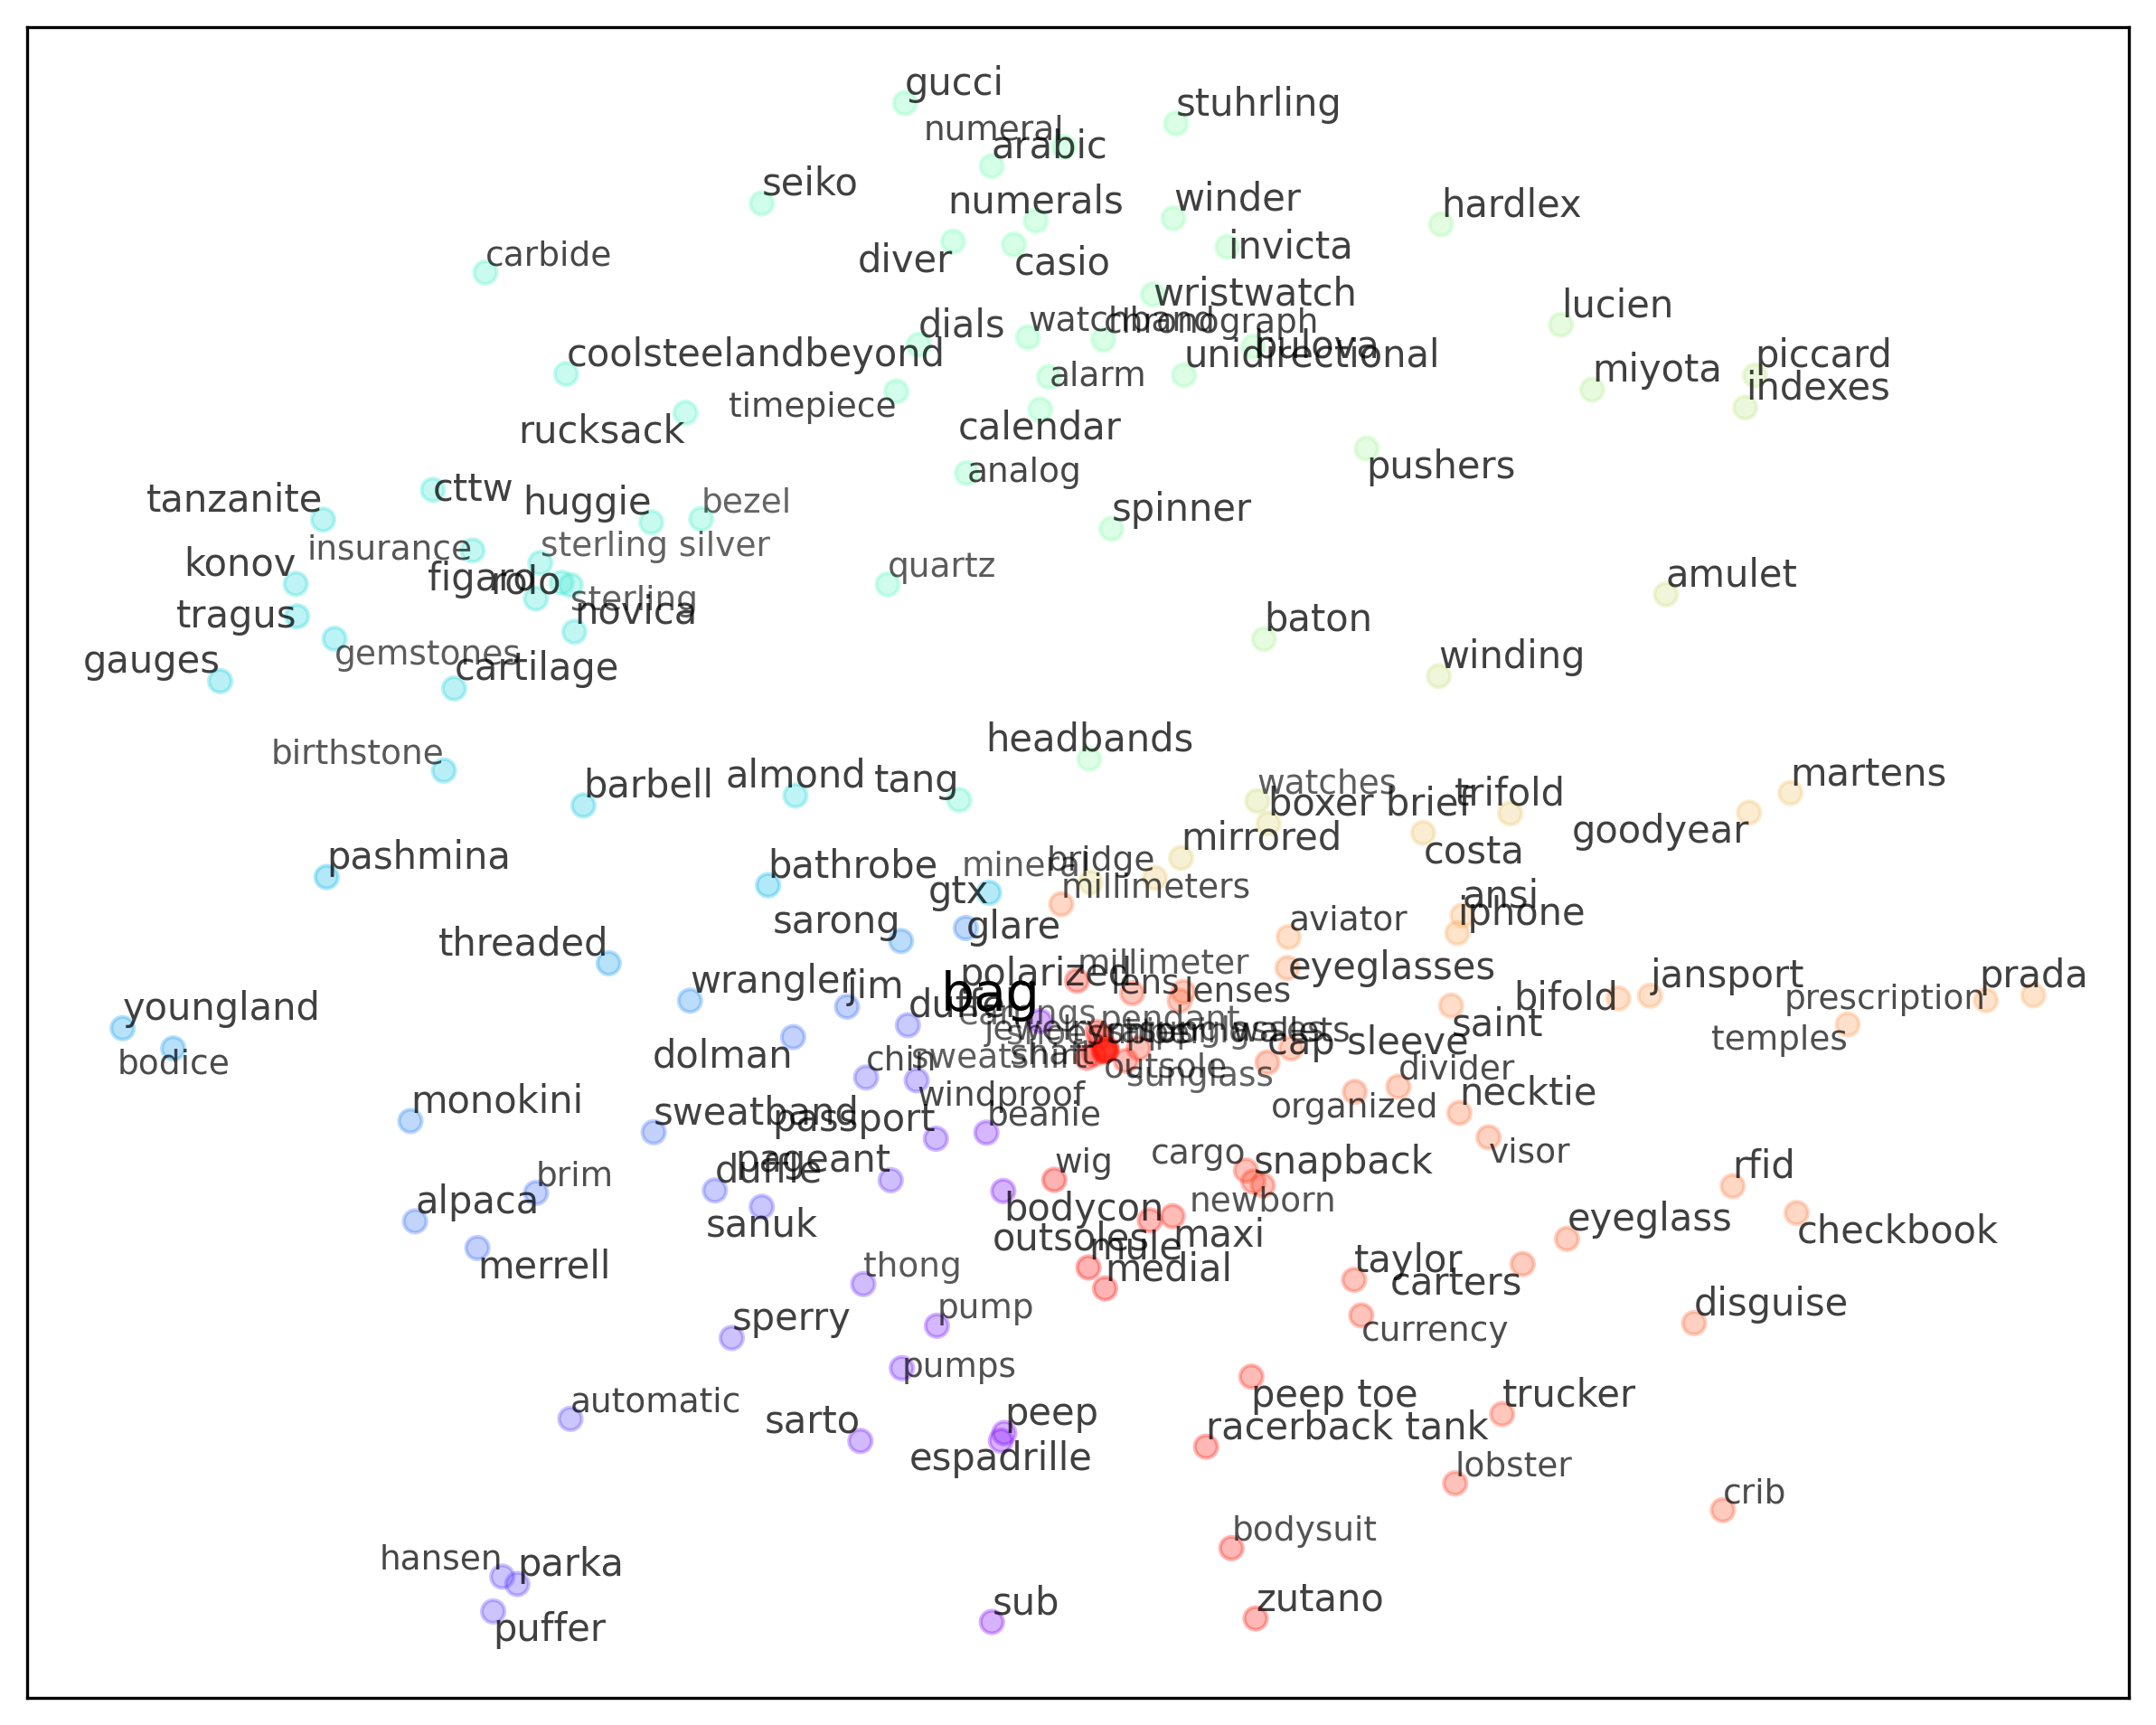 gucci
stuhrling
numeral
arabic
seiko
numerals
winder
hardlex
invicta
carbide
diver
casio
wristwatch
lucien
dials
watchband
chronograph
bulova
coolsteelandbeyond
unidirectional
piccard
alarm
miyota
indexes
timepiece
rucksack
calendar
pushers
analog
cttw
tanzanite
huggie
bezel
spinner
insurance
sterling silver
konov
quartz
figaro
rolo
amulet
sterling
novica
tragus
baton
gemstones
gauges
cartilage
winding
headbands
birthstone
martens
almond
tang
watches
barbell
boxer brief
trifold
goodyear
mirrored
costa
pashmina
bathrobe
mineral
bridge
gtx
millimeters
ansi
iphone
sarong
glare
aviator
threaded
millimeter
eyeglasses
polarized
wrangler
jim
bag
lens
lenses
bifold
jansport
prada
prescription
youngland
earrings
pendant
saint
temples
cap sleeve
dolman
chin
sweatshirt
shaft
outsole
sunglass
divider
bodice
windproof
organized
necktie
monokini
sweatband
passport
beanie
visor
cargo
snapback
wig
rfid
pageant
duffle
brim
newborn
alpaca
bodycon
sanuk
outsoles
mule
maxi
eyeglass
checkbook
merrell
thong
medial
taylor
carters
disguise
sperry
pump
currency
pumps
automatic
peep toe
trucker
sarto
peep
racerback tank
espadrille
lobster
crib
bodysuit
hansen
parka
sub
zutano
puffer